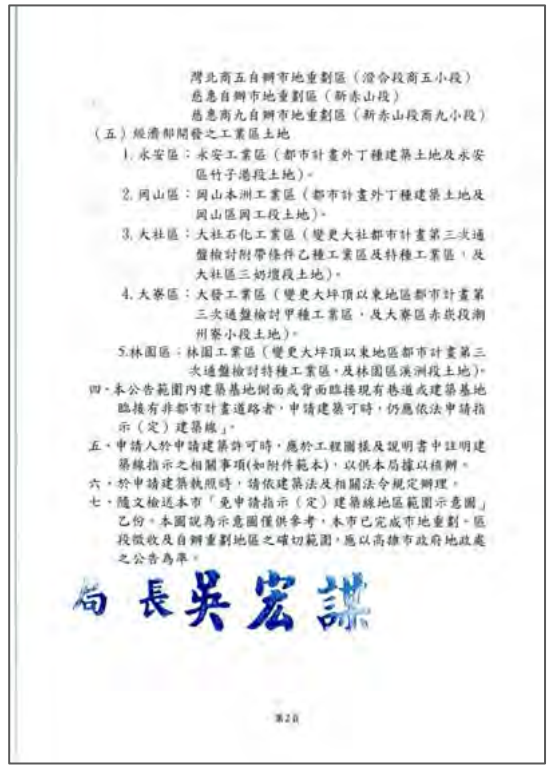 灣北商五自辦市地重劃區（澄合段商五小段）
慈惠自辦市地重劃區（新赤山段）
慈惠商九自辦市地重劃區（新赤山段商九小段）
（五）經濟部開發之工業區土地
1. 永安區：永安工業區（都市計畫外丁種建築土地及永安
區竹子港段土地）。
2. 岡山區：岡山本洲工業區（都市計畫外丁種建築土地及
岡山區岡工段土地）。
3. 大社區：大社石化工業區（變更大社都市計畫第三次通
盤檢討附帶條件乙種工業區及特種工業區，及
大社區三奶壇段土地）。
4. 大寮區：大發工業區（變更大坪頂以東地區都市計畫第
三次通盤檢討甲種工業區，及大寮區赤崁段潮
州寮小段土地）。
5.林園區：林園工業區（變更大坪頂以東地區都市計畫第三
次通盤檢討特種工業區，及林園區溪洲段土地）。
四、本公告範圍內建築基地側面或背面臨接現有巷道或建築基地
臨接有非都市計畫道路者，申請建築可時，仍應依法申請指
示（定）建築線」。
五、申請人於申請建築許可時，應於工程圖樣及說明書中註明建
築線指示之相關事項(如附件範本)，以供本局據以核辦。
六、於申請建築執照時，請依建築法及相關法令規定辦理。
七、隨文檢送本市「免申請指示（定）建築線地區範圍示意圖」
乙份。本圖說為示意圖僅供參考，本市已完成市地重劃、區
段徵收及自辦重劃地區之確切範圍，應以高雄市政府地政處
之公告為準。
局長吳宏謀
第2頁